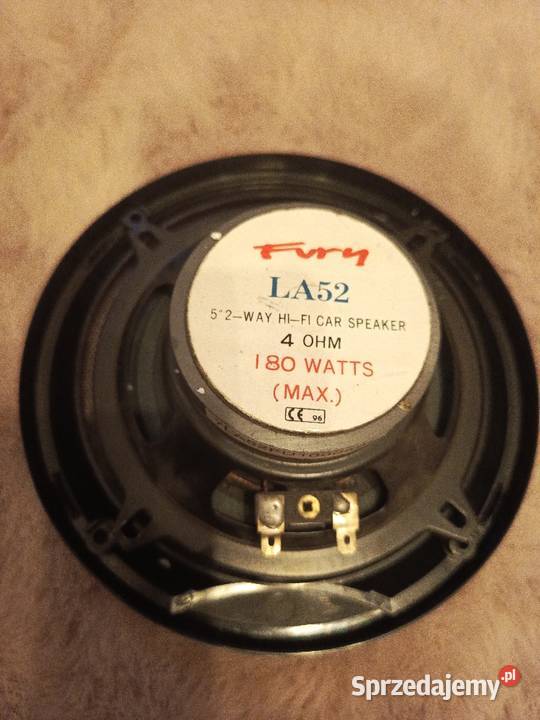 Fury
LA52
5" 2-WAY HI-FI CAR SPEAKER
4 OHM
180 WATTS
(MAX.)
CE 96
Sprzedajemy.pl